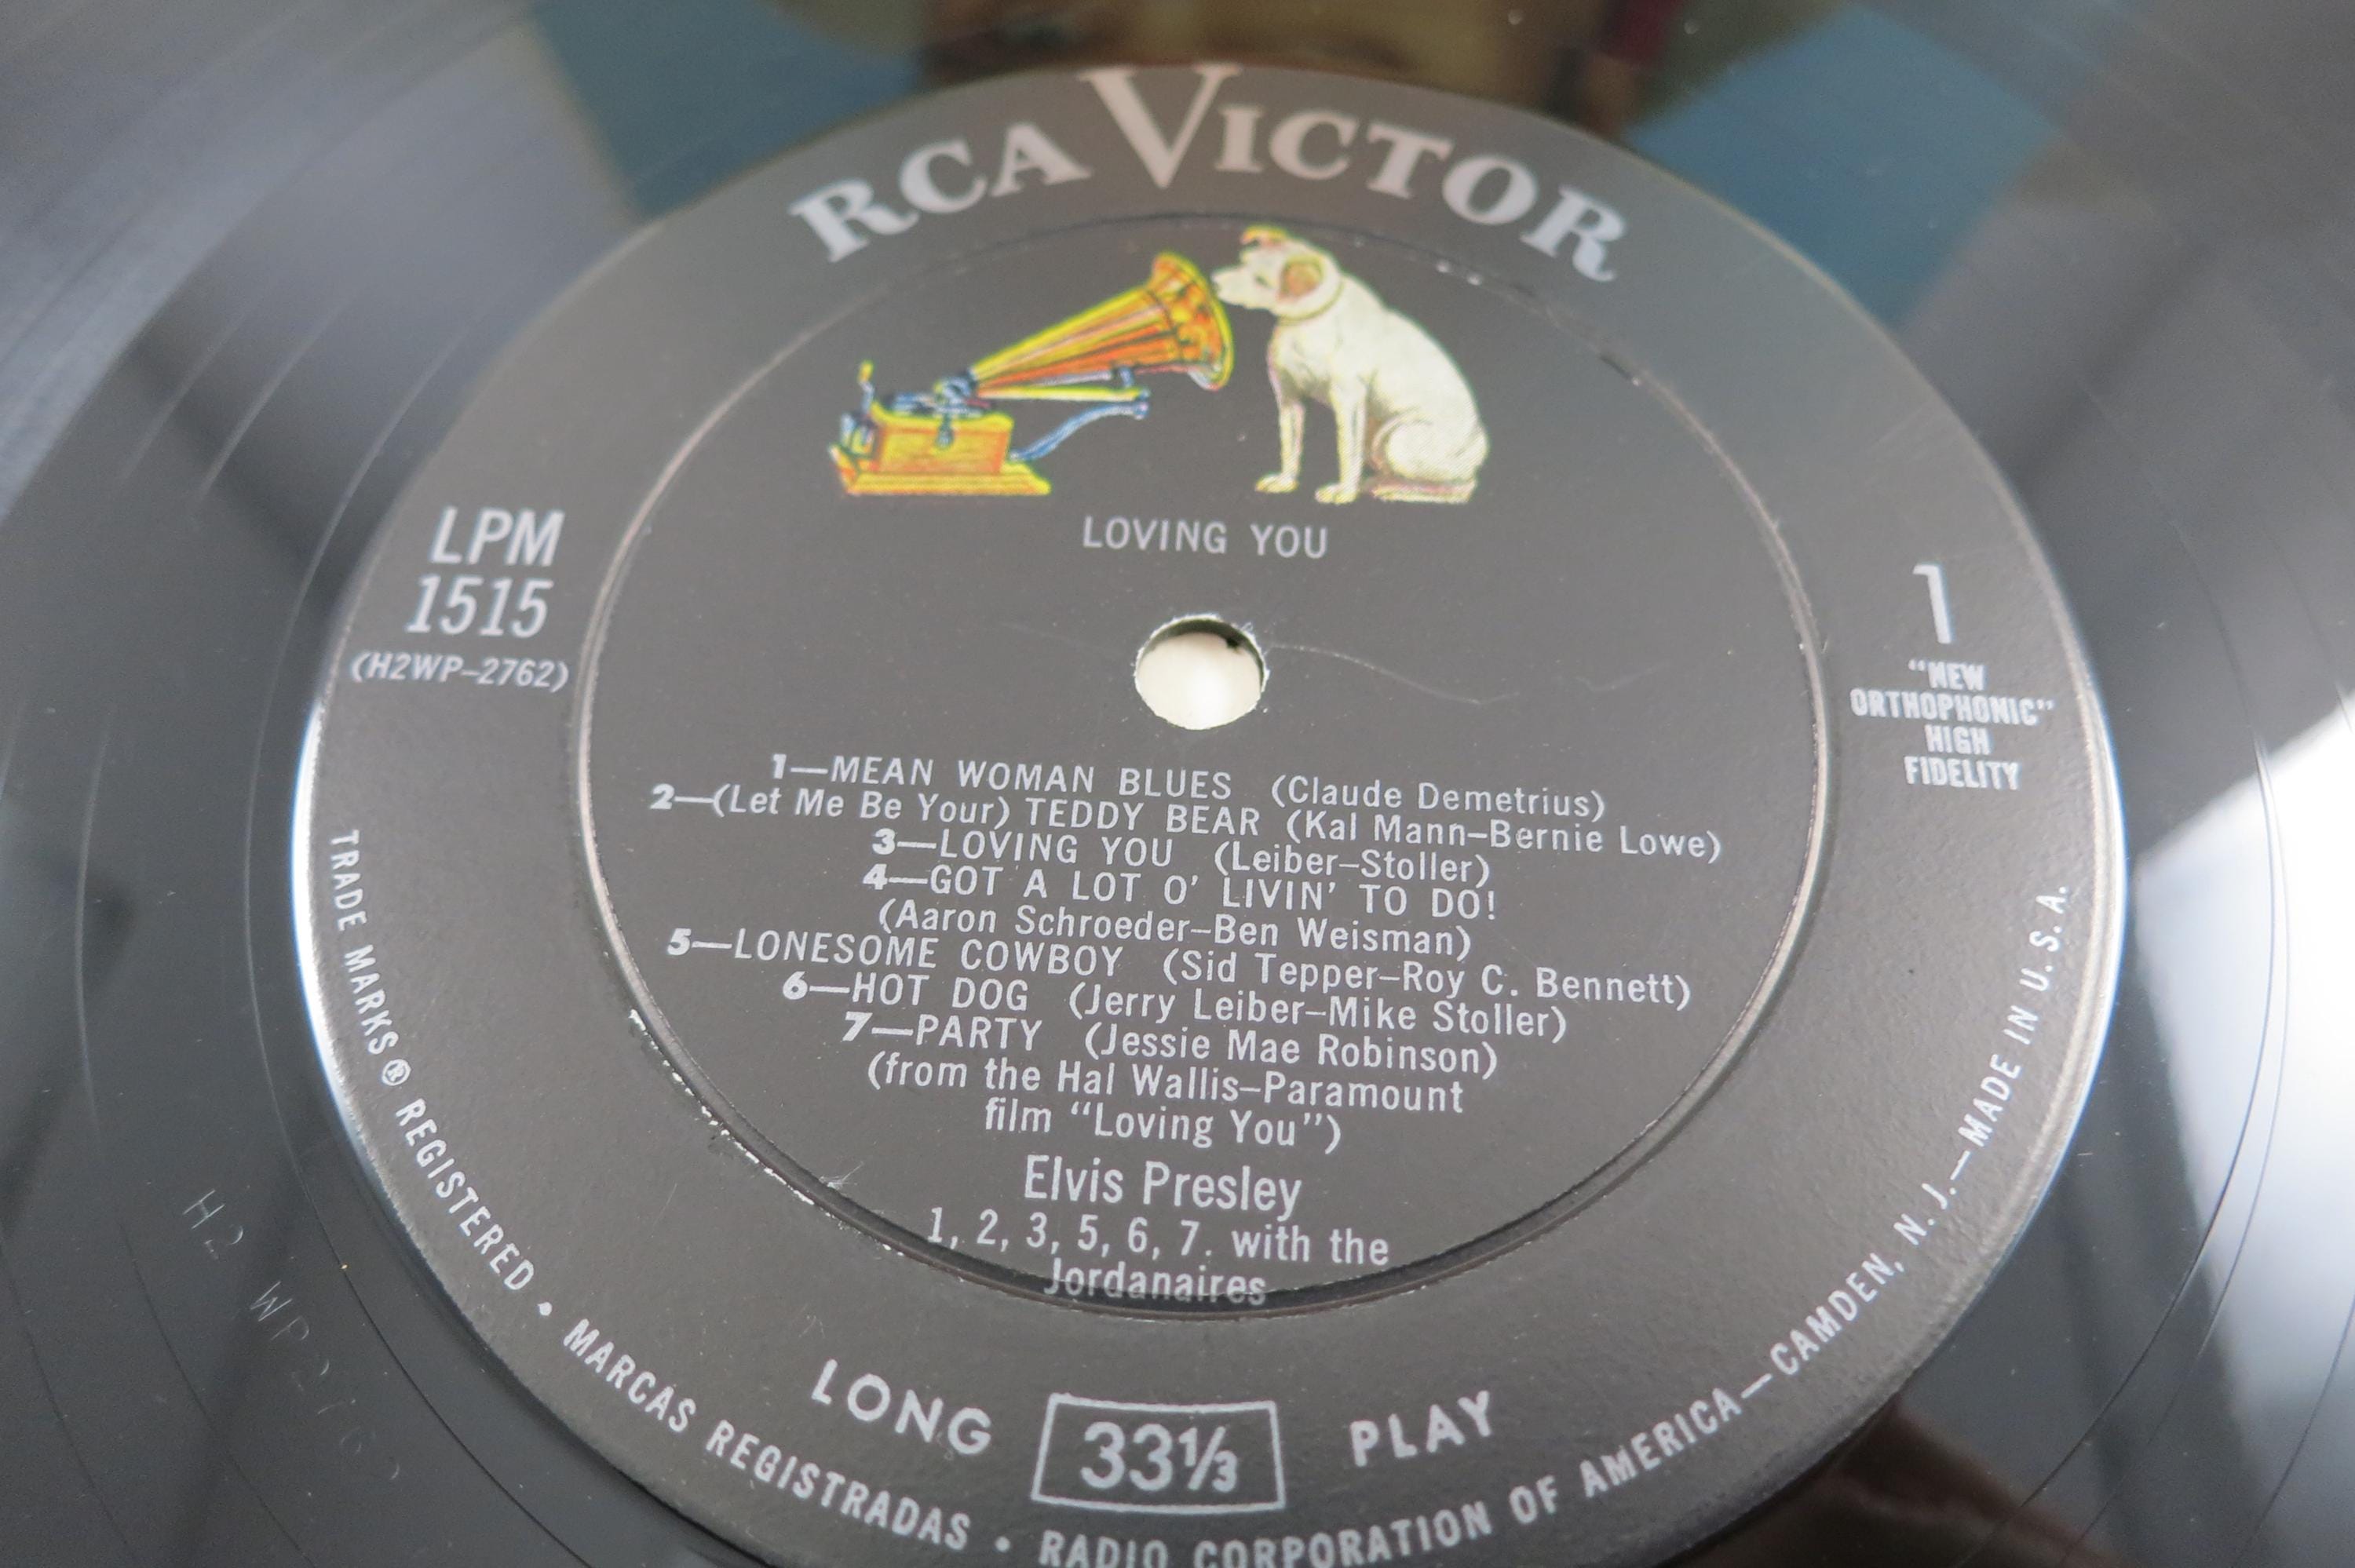 RCA VICTOR
LOVING YOU
LPM
1515
(H2WP-2762)
1
"NEW
ORTHOPHONIC"
HIGH
FIDELITY
1—MEAN WOMAN BLUES (Claude Demetrius)
2—(Let Me Be Your) TEDDY BEAR (Kal Mann-Bernie Lowe)
3—LOVING YOU (Leiber-Stoller)
4—GOT A LOT O' LIVIN' TO DO!
(Aaron Schroeder-Ben Weisman)
5—LONESOME COWBOY (Sid Tepper-Roy C. Bennett)
6—HOT DOG (Jerry Leiber-Mike Stoller)
7—PARTY (Jessie Mae Robinson)
(from the Hal Wallis-Paramount
film "Loving You")
Elvis Presley
1, 2, 3, 5, 6, 7. with the
Jordanaires
LONG 33⅓ PLAY
TRADE MARKS ® REGISTERED • MARCAS REGISTRADAS • RADIO CORPORATION OF AMERICA—CAMDEN, N. J.—MADE IN U.S.A.
H2 WP